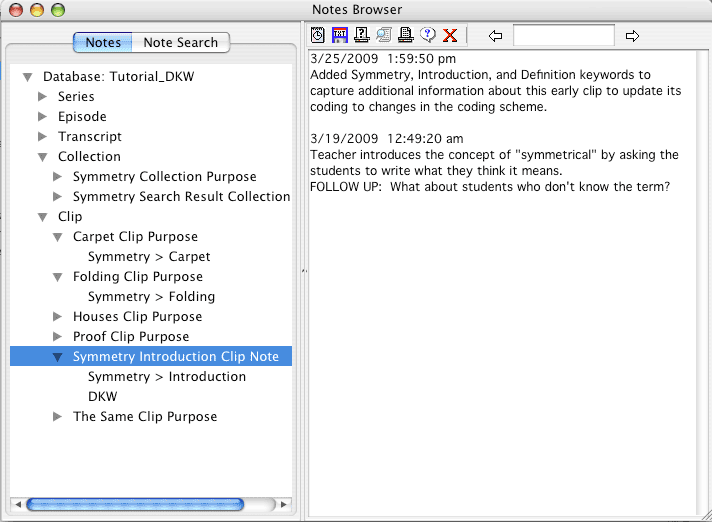 Notes Browser
Notes Note Search
Database: Tutorial_DKW
Series
Episode
Transcript
Collection
Symmetry Collection Purpose
Symmetry Search Result Collection
Clip
Carpet Clip Purpose
Symmetry > Carpet
Folding Clip Purpose
Symmetry > Folding
Houses Clip Purpose
Proof Clip Purpose
Symmetry Introduction Clip Note
Symmetry > Introduction
DKW
The Same Clip Purpose
TXT
3/25/2009 1:59:50 pm
Added Symmetry, Introduction, and Definition keywords to
capture additional information about this early clip to update its
coding to changes in the coding scheme.
3/19/2009 12:49:20 am
Teacher introduces the concept of "symmetrical" by asking the
students to write what they think it means.
FOLLOW UP: What about students who don't know the term?